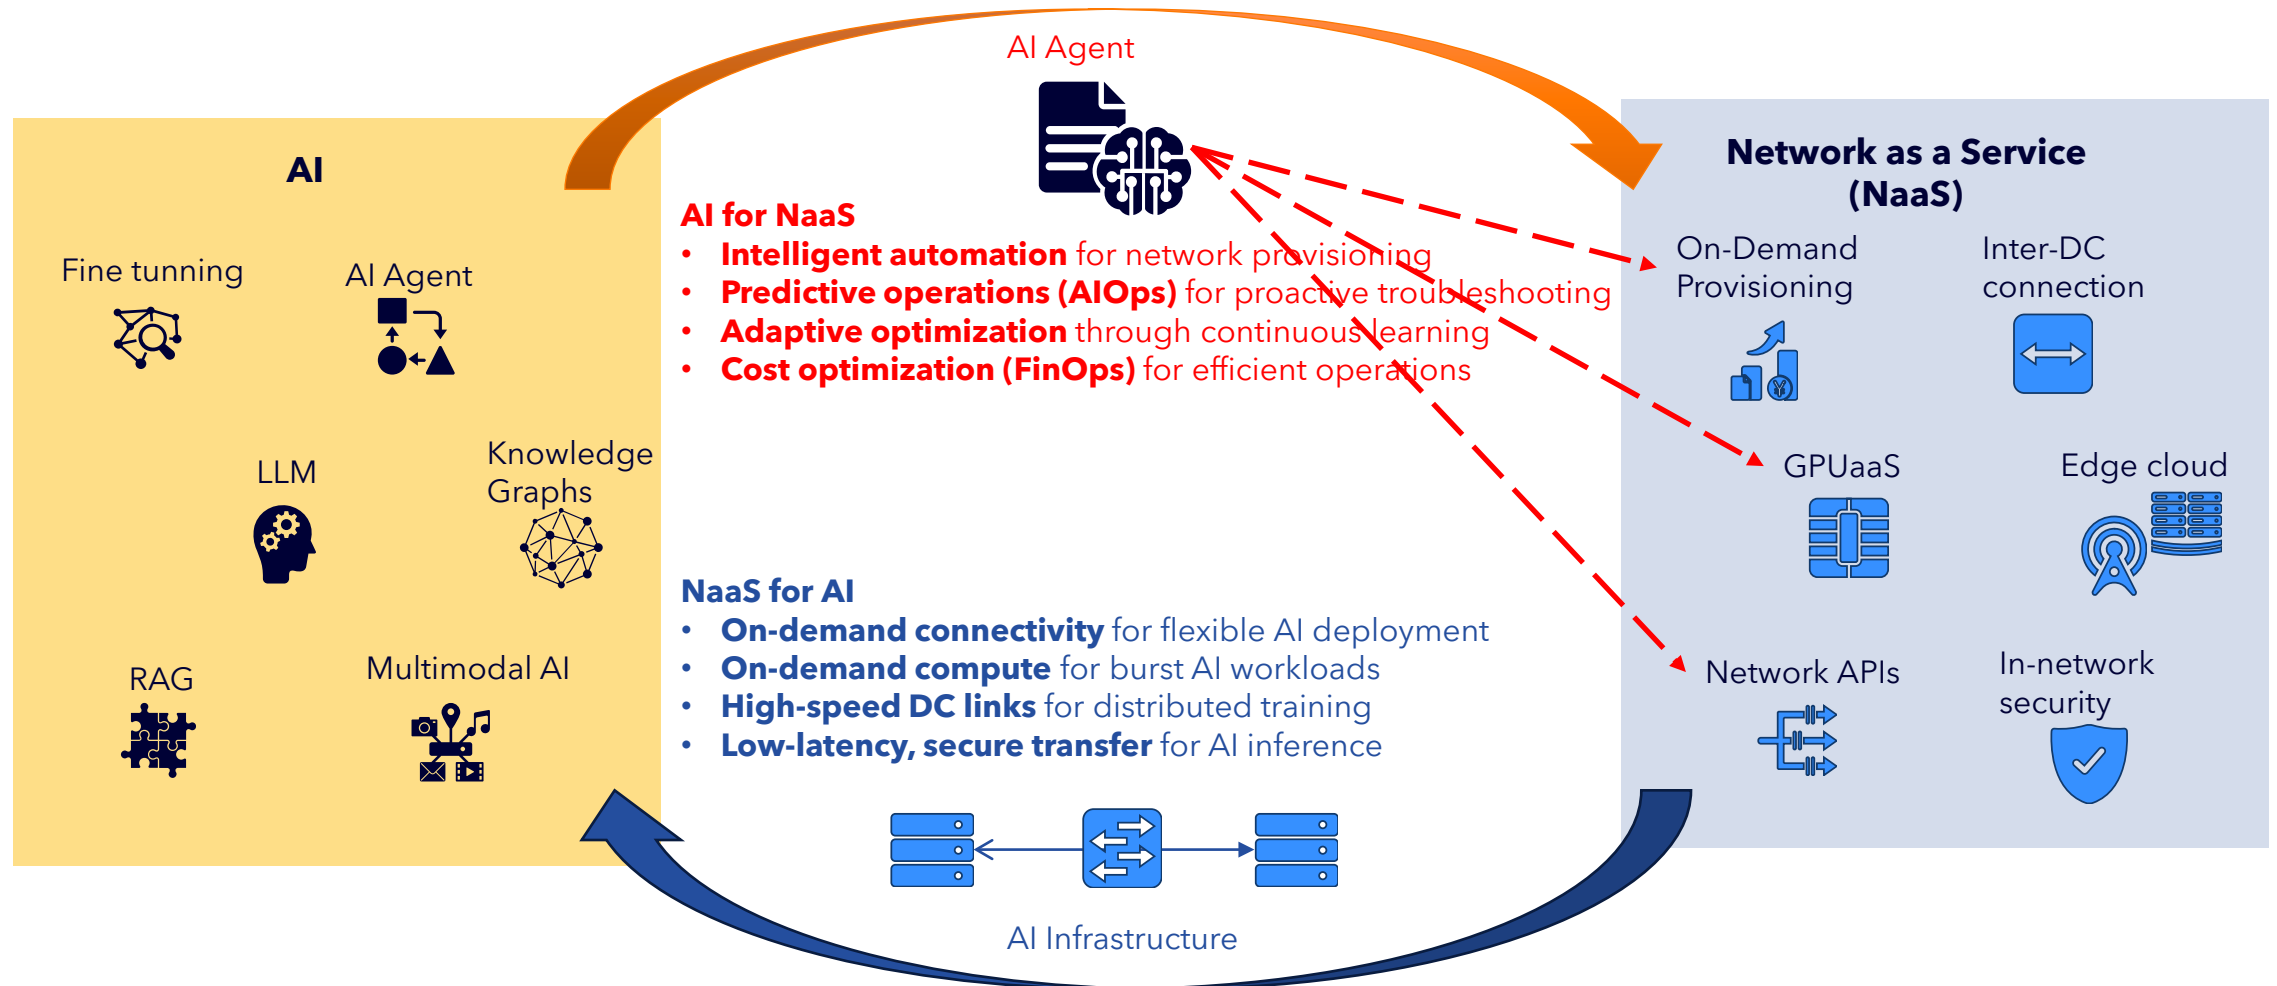 AI Agent
AI
Fine tunning
AI Agent
LLM
Knowledge
Graphs
RAG
Multimodal AI
AI for NaaS
• Intelligent automation for network provisioning
• Predictive operations (AIOps) for proactive troubleshooting
• Adaptive optimization through continuous learning
• Cost optimization (FinOps) for efficient operations
NaaS for AI
• On-demand connectivity for flexible AI deployment
• On-demand compute for burst AI workloads
• High-speed DC links for distributed training
• Low-latency, secure transfer for AI inference
AI Infrastructure
Network as a Service
(NaaS)
On-Demand
Provisioning
¥
Inter-DC
connection
GPUaaS
Edge cloud
Network APIs
In-network
security